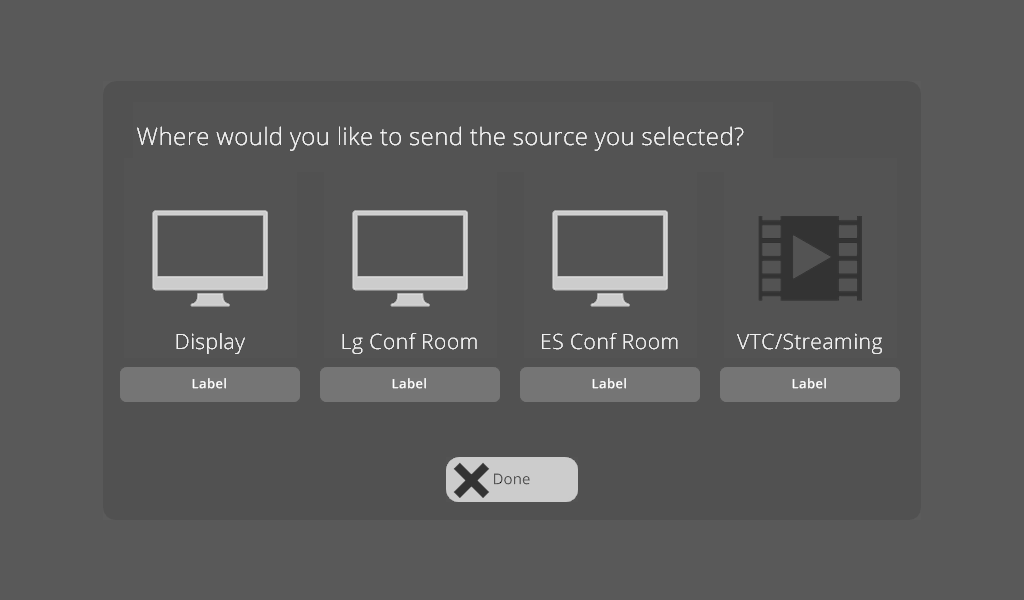 Where would you like to send the source you selected?
Display
Lg Conf Room
ES Conf Room
VTC/Streaming
Label
Label
Label
Label
Done